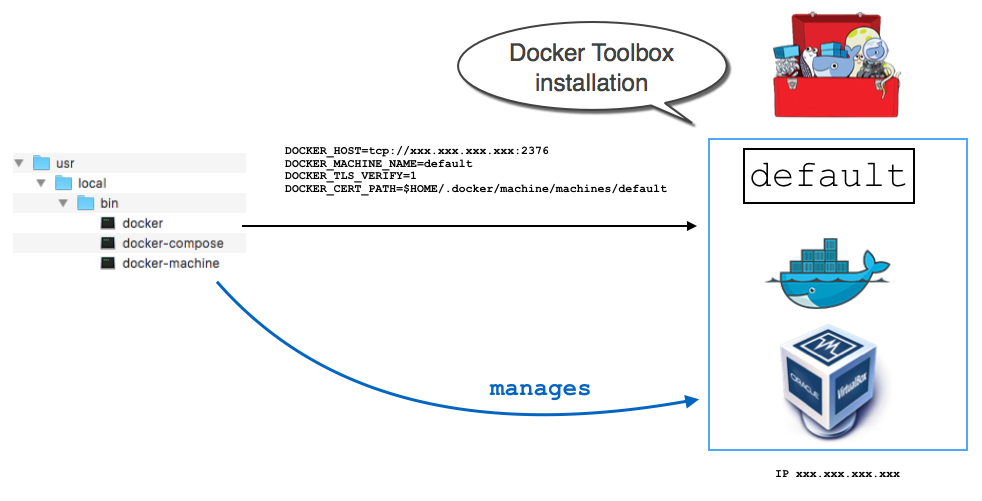 Docker Toolbox
installation
DOCKER_HOST=tcp://xxx.xxx.xxx.xxx:2376
DOCKER_MACHINE_NAME=default
DOCKER_TLS_VERIFY=1
DOCKER_CERT_PATH=$HOME/.docker/machine/machines/default
usr
local
bin
docker
docker-compose
docker-machine
default
manages
ORACLE
VirtualBox
IP xxx.xxx.xxx.xxx